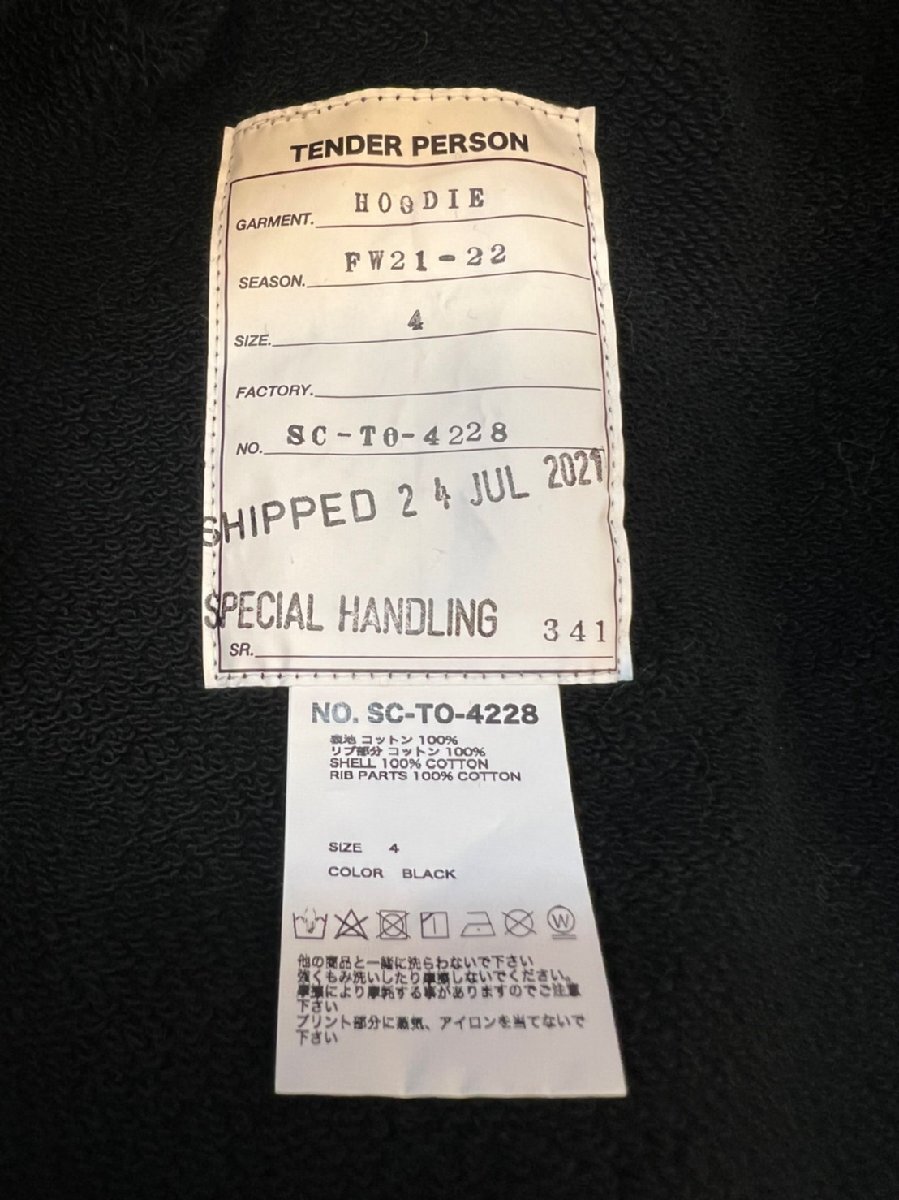 TENDER PERSON
GARMENT. HOODIE
SEASON. FW21-22
SIZE. 4
FACTORY.
NO. SC-TO-4228
SHIPPED 24 JUL 2021
SPECIAL HANDLING 341
SR.
NO. SC-TO-4228
表地 コットン 100%
リブ部分 コットン 100%
SHELL 100% COTTON
RIB PARTS 100% COTTON
SIZE 4
COLOR BLACK
W
他の商品と一緒に洗らわないで下さい
強くもみ洗いしたり摩擦しないでください。
摩擦により摩耗する事がありますのでご注意
下さい
プリント部分に蒸気、アイロンを当てないで
下さい